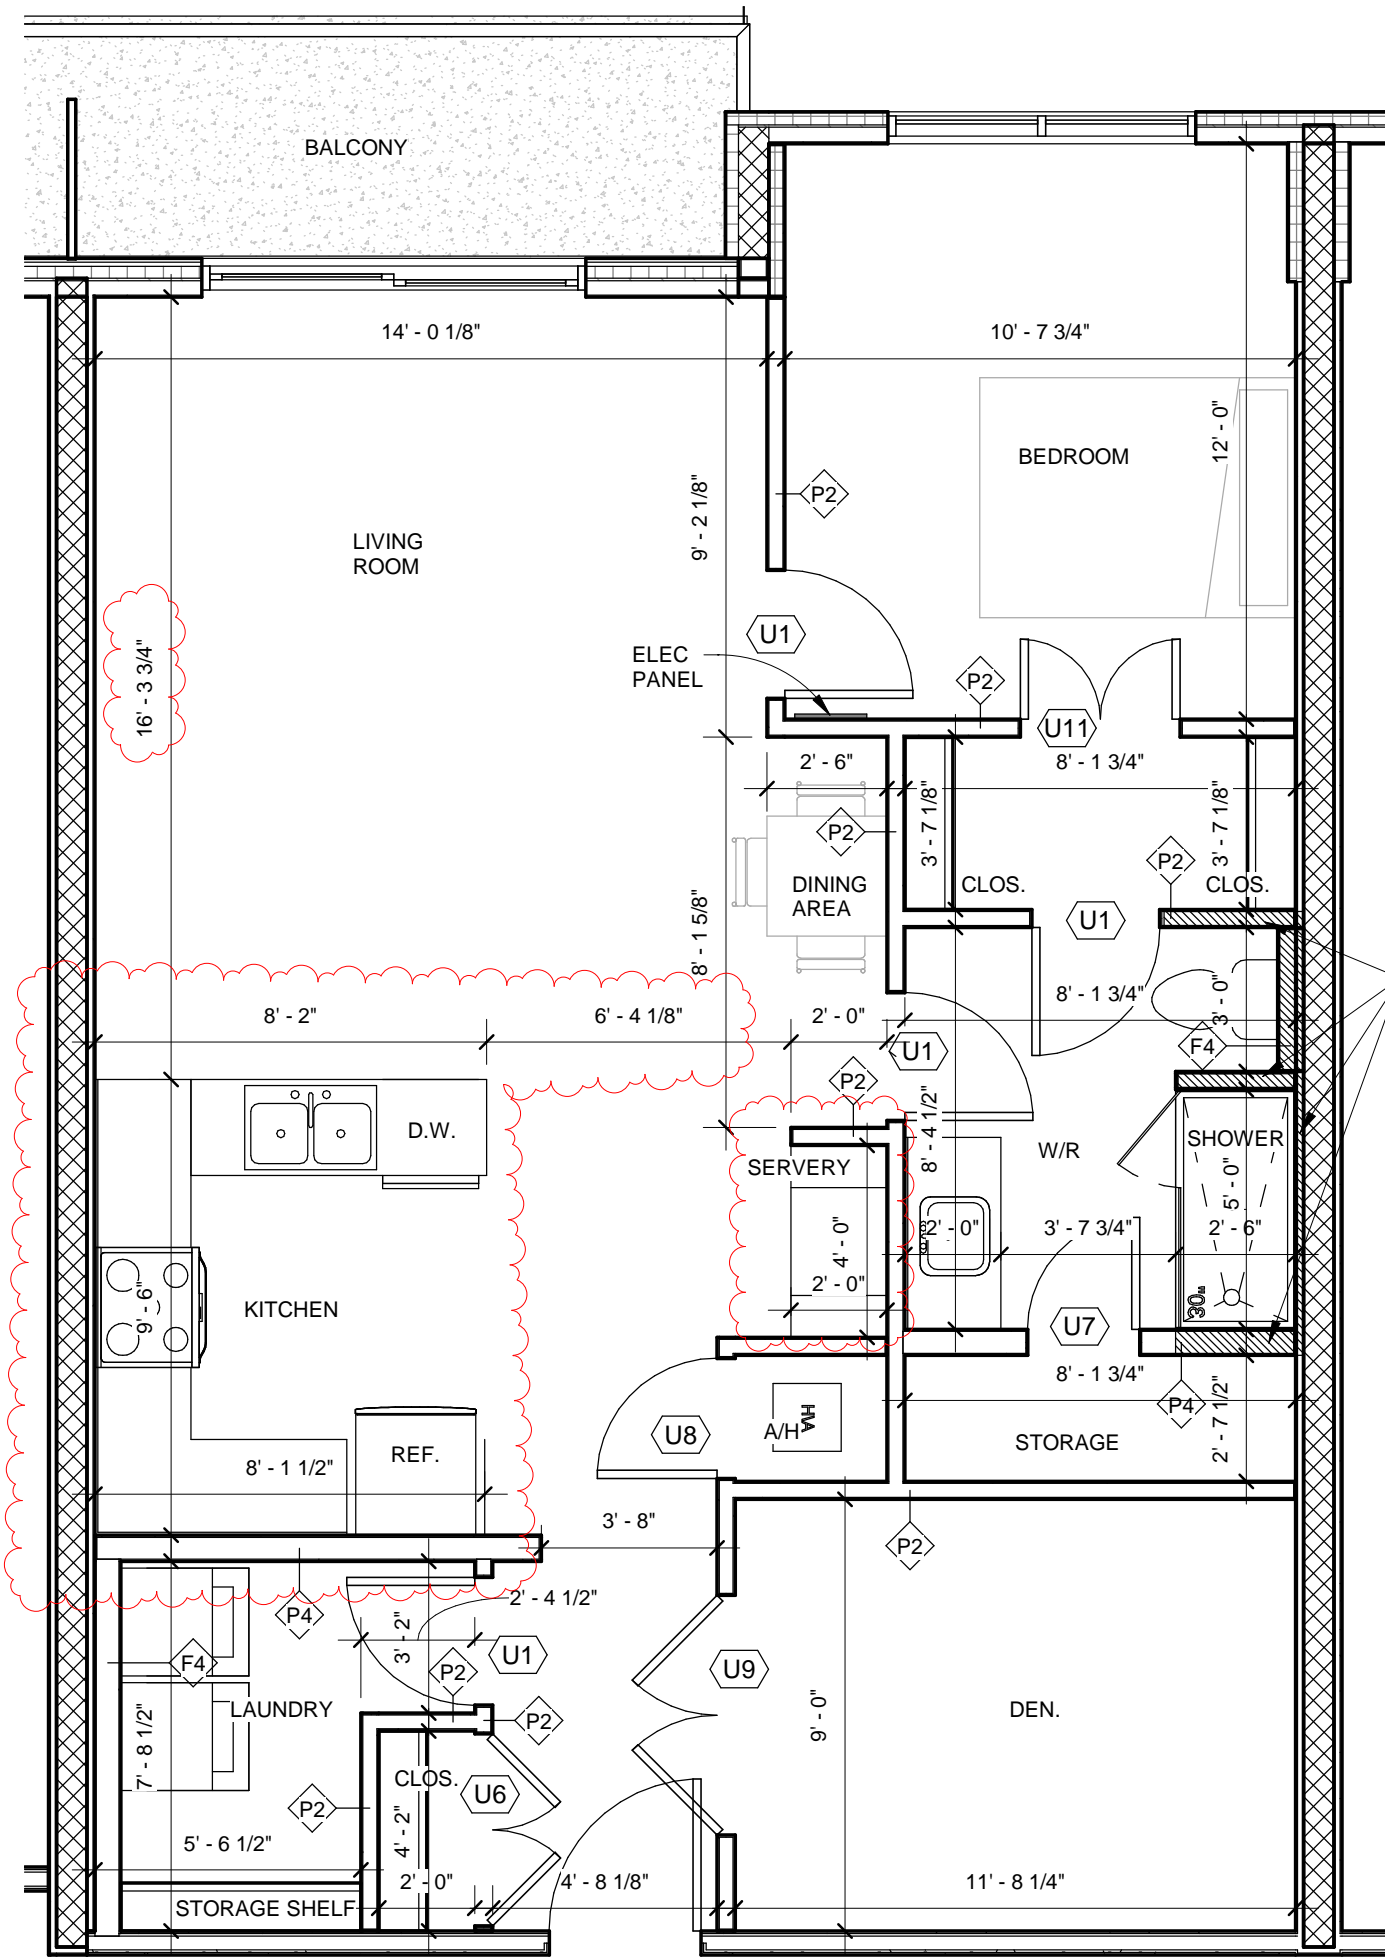 BALCONY
14' - 0 1/8"
10' - 7 3/4"
12' - 0"
BEDROOM
P2
9' - 2 1/8"
LIVING
ROOM
16' - 3 3/4"
U1
ELEC
PANEL
P2
U11
2' - 6"
8' - 1 3/4"
3' - 7 1/8"
3' - 7 1/8"
P2
P2
DINING
AREA
CLOS.
CLOS.
U1
8' - 1 5/8"
8' - 2"
6' - 4 1/8"
2' - 0"
8' - 1 3/4"
3' - 0"
U1
F4
P2
D.W.
8' - 4 1/2"
SERVERY
W/R
SHOWER
5' - 0"
4' - 0"
2' - 0"
3' - 7 3/4"
2' - 6"
2' - 0"
9' - 6"
KITCHEN
30"
U7
8' - 1 3/4"
P4
HVA
A/H
U8
STORAGE
2' - 7 1/2"
REF.
8' - 1 1/2"
3' - 8"
P2
2' - 4 1/2"
P4
3' - 2"
U1
F4
P2
U9
LAUNDRY
P2
DEN.
9' - 0"
7' - 8 1/2"
CLOS.
U6
P2
4' - 2"
5' - 6 1/2"
2' - 0"
4' - 8 1/8"
11' - 8 1/4"
STORAGE SHELF